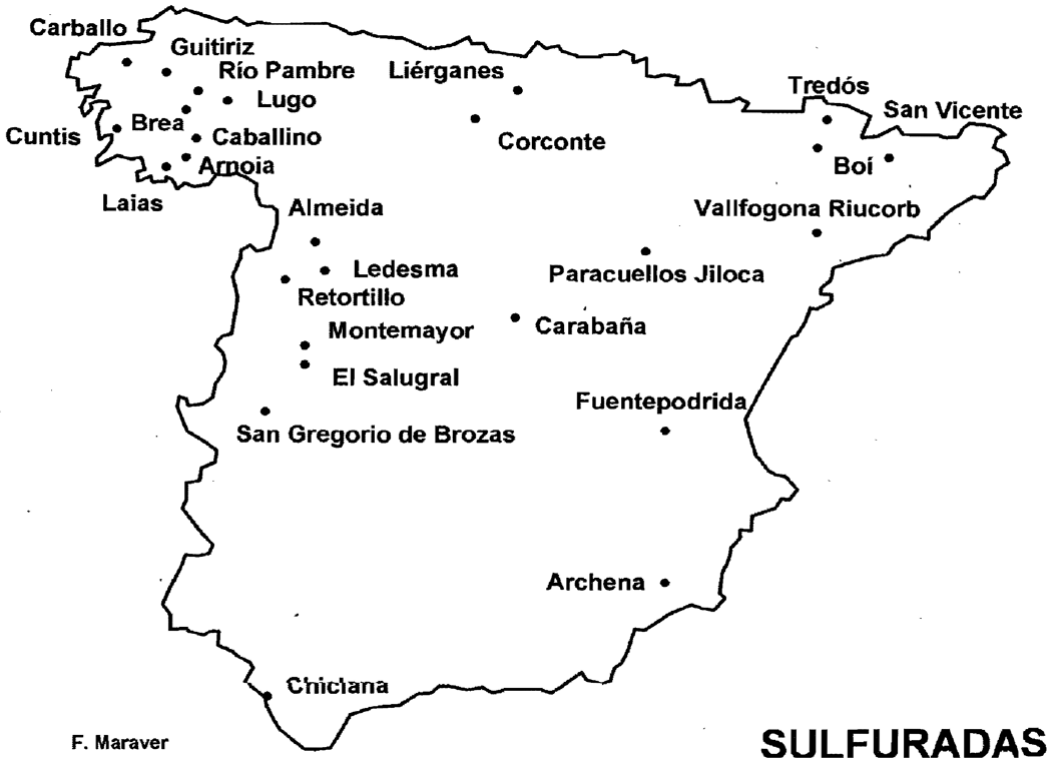 Carballo
Guitiriz
Río Pambre
Liérganes
Tredós
Lugo
San Vicente
Brea
Cuntis
Caballino
Corconte
Arnoia
Boí
Laias
Almeida
Vallfogona Riucorb
Ledesma
Paracuellos Jiloca
Retortillo
Montemayor
Carabaña
El Salugral
Fuentepodrida
San Gregorio de Brozas
Archena
Chiclana
F. Maraver
SULFURADAS